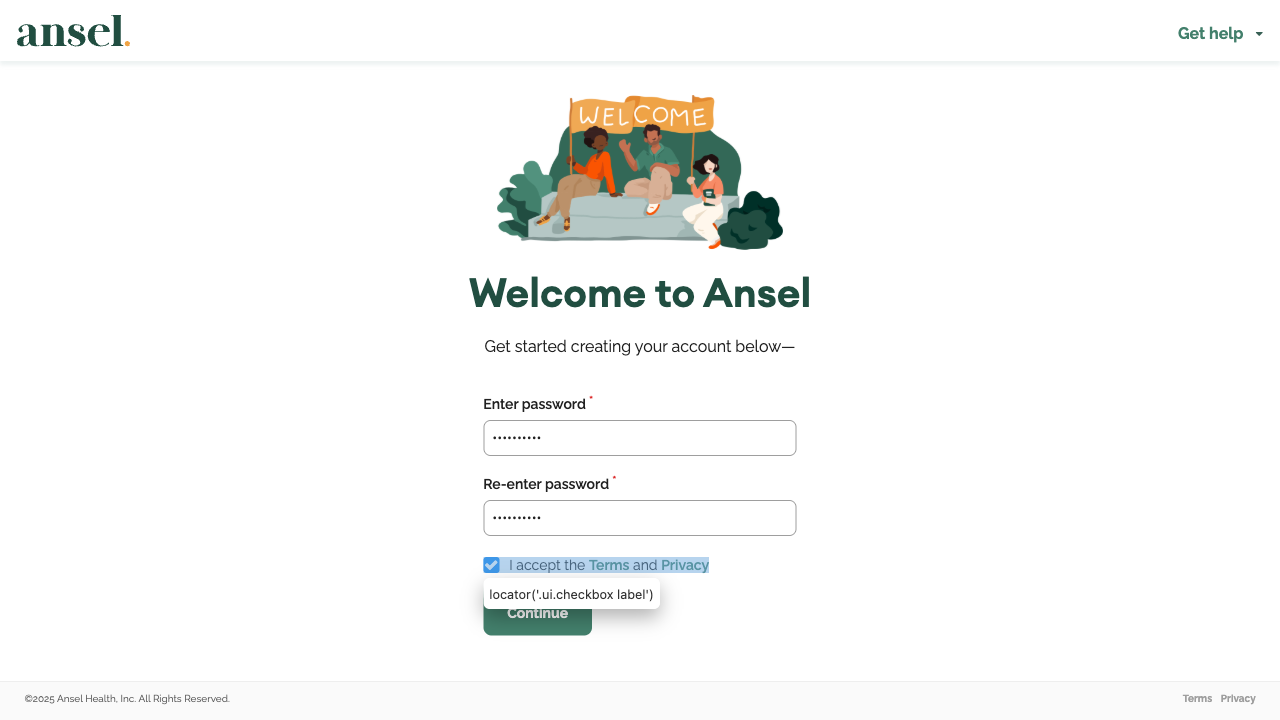 ansel.
Get help
WELCOME
Welcome to Ansel
Get started creating your account below—
Enter password *
••••••••••
Re-enter password *
••••••••••
I accept the Terms and Privacy
locator('.ui.checkbox label')
Continue
©2025 Ansel Health, Inc. All Rights Reserved.
Terms Privacy